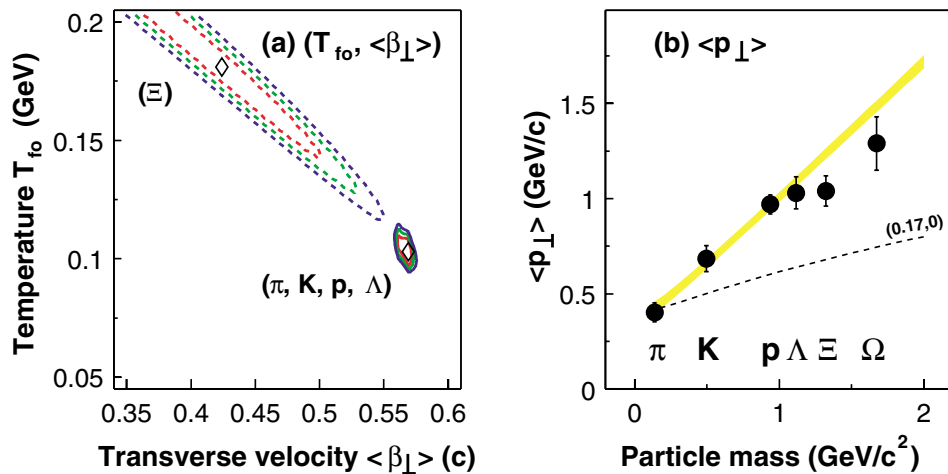 (a) (T_fo, <β⊥>)
(Ξ)
(π, K, p, Λ)
0.2
0.15
0.1
0.05
Temperature T_fo (GeV)
0.35 0.4 0.45 0.5 0.55 0.6
Transverse velocity <β⊥> (c)
(b) <p⊥>
(0.17,0)
π K p Λ Ξ Ω
1.5
1
0.5
0
<p⊥> (GeV/c)
0 1 2
Particle mass (GeV/c²)